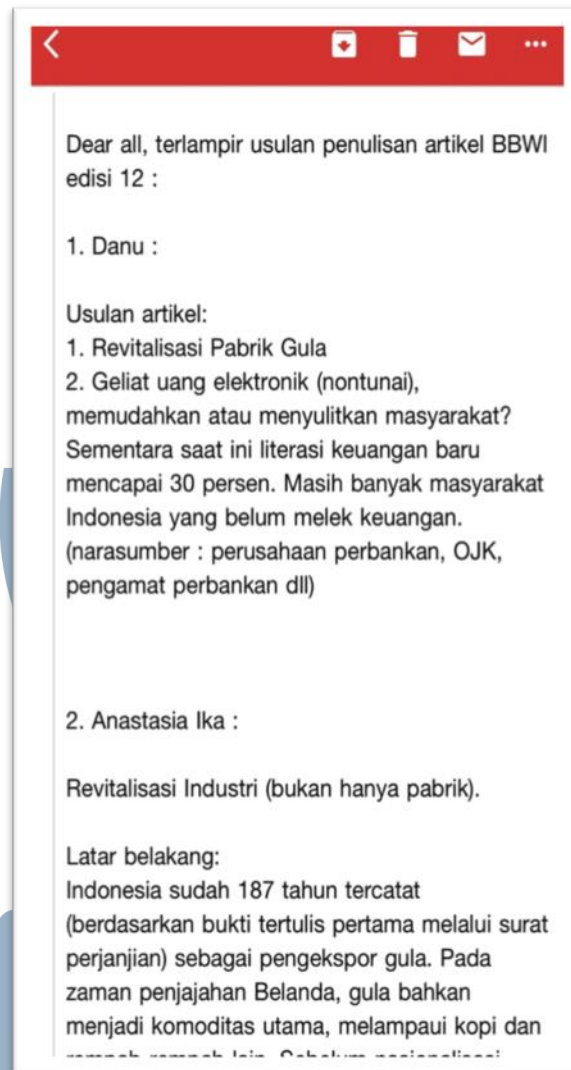 Dear all, terlampir usulan penulisan artikel BBWI
edisi 12 :
1. Danu :
Usulan artikel:
1. Revitalisasi Pabrik Gula
2. Geliat uang elektronik (nontunai),
memudahkan atau menyulitkan masyarakat?
Sementara saat ini literasi keuangan baru
mencapai 30 persen. Masih banyak masyarakat
Indonesia yang belum melek keuangan.
(narasumber : perusahaan perbankan, OJK,
pengamat perbankan dll)
2. Anastasia Ika :
Revitalisasi Industri (bukan hanya pabrik).
Latar belakang:
Indonesia sudah 187 tahun tercatat
(berdasarkan bukti tertulis pertama melalui surat
perjanjian) sebagai pengekspor gula. Pada
zaman penjajahan Belanda, gula bahkan
menjadi komoditas utama, melampaui kopi dan